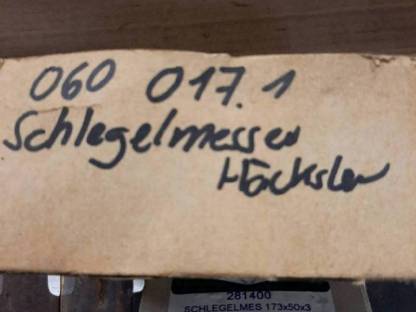 060 017.1
Schlegelmesser
Häcksler
281400
SCHLEGELMES 173x50x3